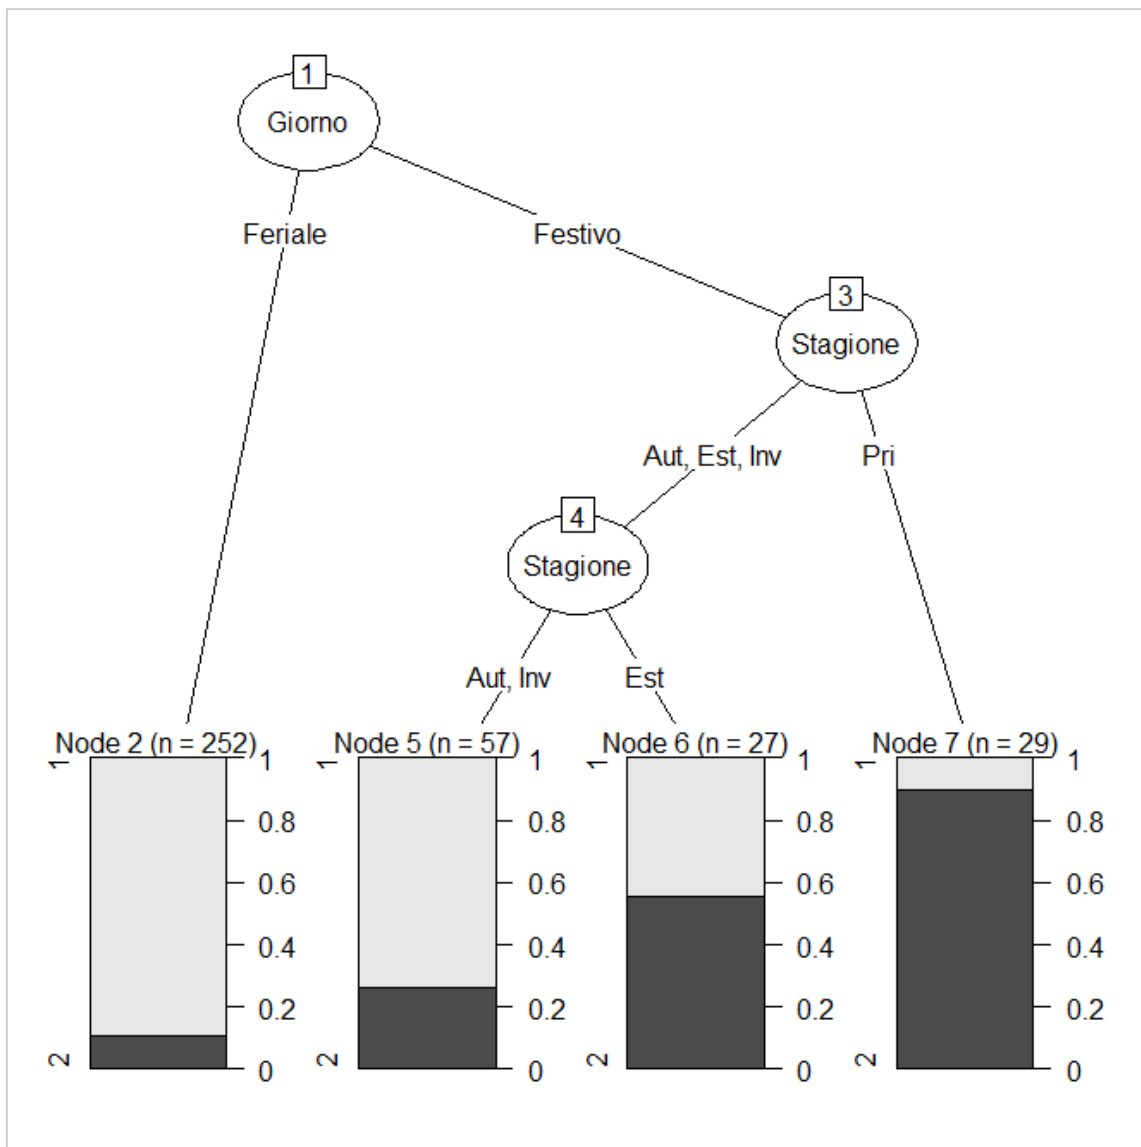 1
Giorno
Feriale
Festivo
3
Stagione
Aut, Est, Inv
Pri
4
Stagione
Aut, Inv
Est
Node 2 (n = 252)
1
2
1
0.8
0.6
0.4
0.2
0
Node 5 (n = 57)
1
2
1
0.8
0.6
0.4
0.2
0
Node 6 (n = 27)
1
2
1
0.8
0.6
0.4
0.2
0
Node 7 (n = 29)
1
2
1
0.8
0.6
0.4
0.2
0